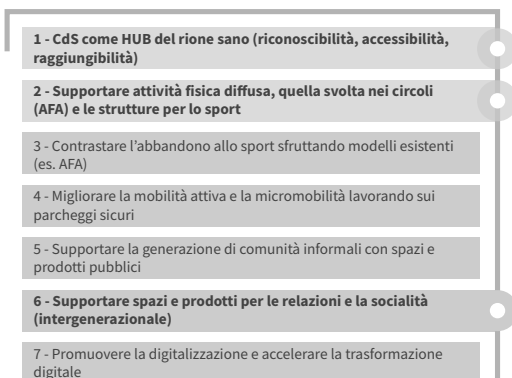 1 - CdS come HUB del rione sano (riconoscibilità, accessibilità,
raggiungibilità)
2 - Supportare attività fisica diffusa, quella svolta nei circoli
(AFA) e le strutture per lo sport
3 - Contrastare l’abbandono allo sport sfruttando modelli esistenti
(es. AFA)
4 - Migliorare la mobilità attiva e la micromobilità lavorando sui
parcheggi sicuri
5 - Supportare la generazione di comunità informali con spazi e
prodotti pubblici
6 - Supportare spazi e prodotti per le relazioni e la socialità
(intergenerazionale)
7 - Promuovere la digitalizzazione e accelerare la trasformazione
digitale